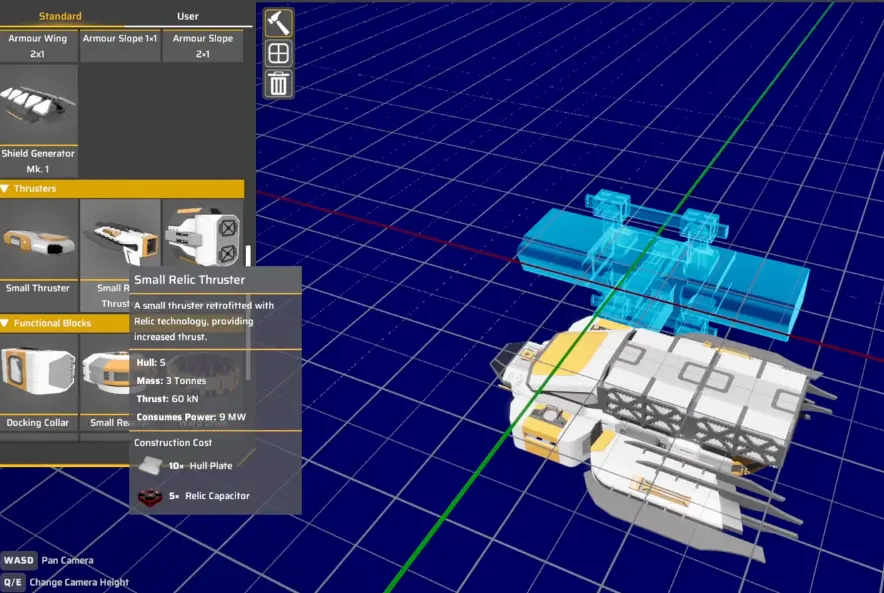 Standard
User
Armour Wing
2x1
Armour Slope 1x1
Armour Slope
2x1
Shield Generator
Mk. 1
Thrusters
Small Thruster
Small R
Thrust
Small Relic Thruster
A small thruster retrofitted with
Relic technology, providing
increased thrust.
Hull: 5
Mass: 3 Tonnes
Thrust: 60 kN
Consumes Power: 9 MW
Construction Cost
10x Hull Plate
5x Relic Capacitor
Functional Blocks
Docking Collar
Small Rea
WASD Pan Camera
Q/E Change Camera Height